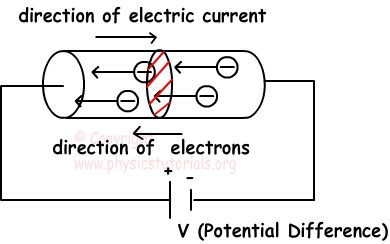 direction of electric current
direction of electrons
© Copyright
www.physicstutorials.org
+ -
V (Potential Difference)